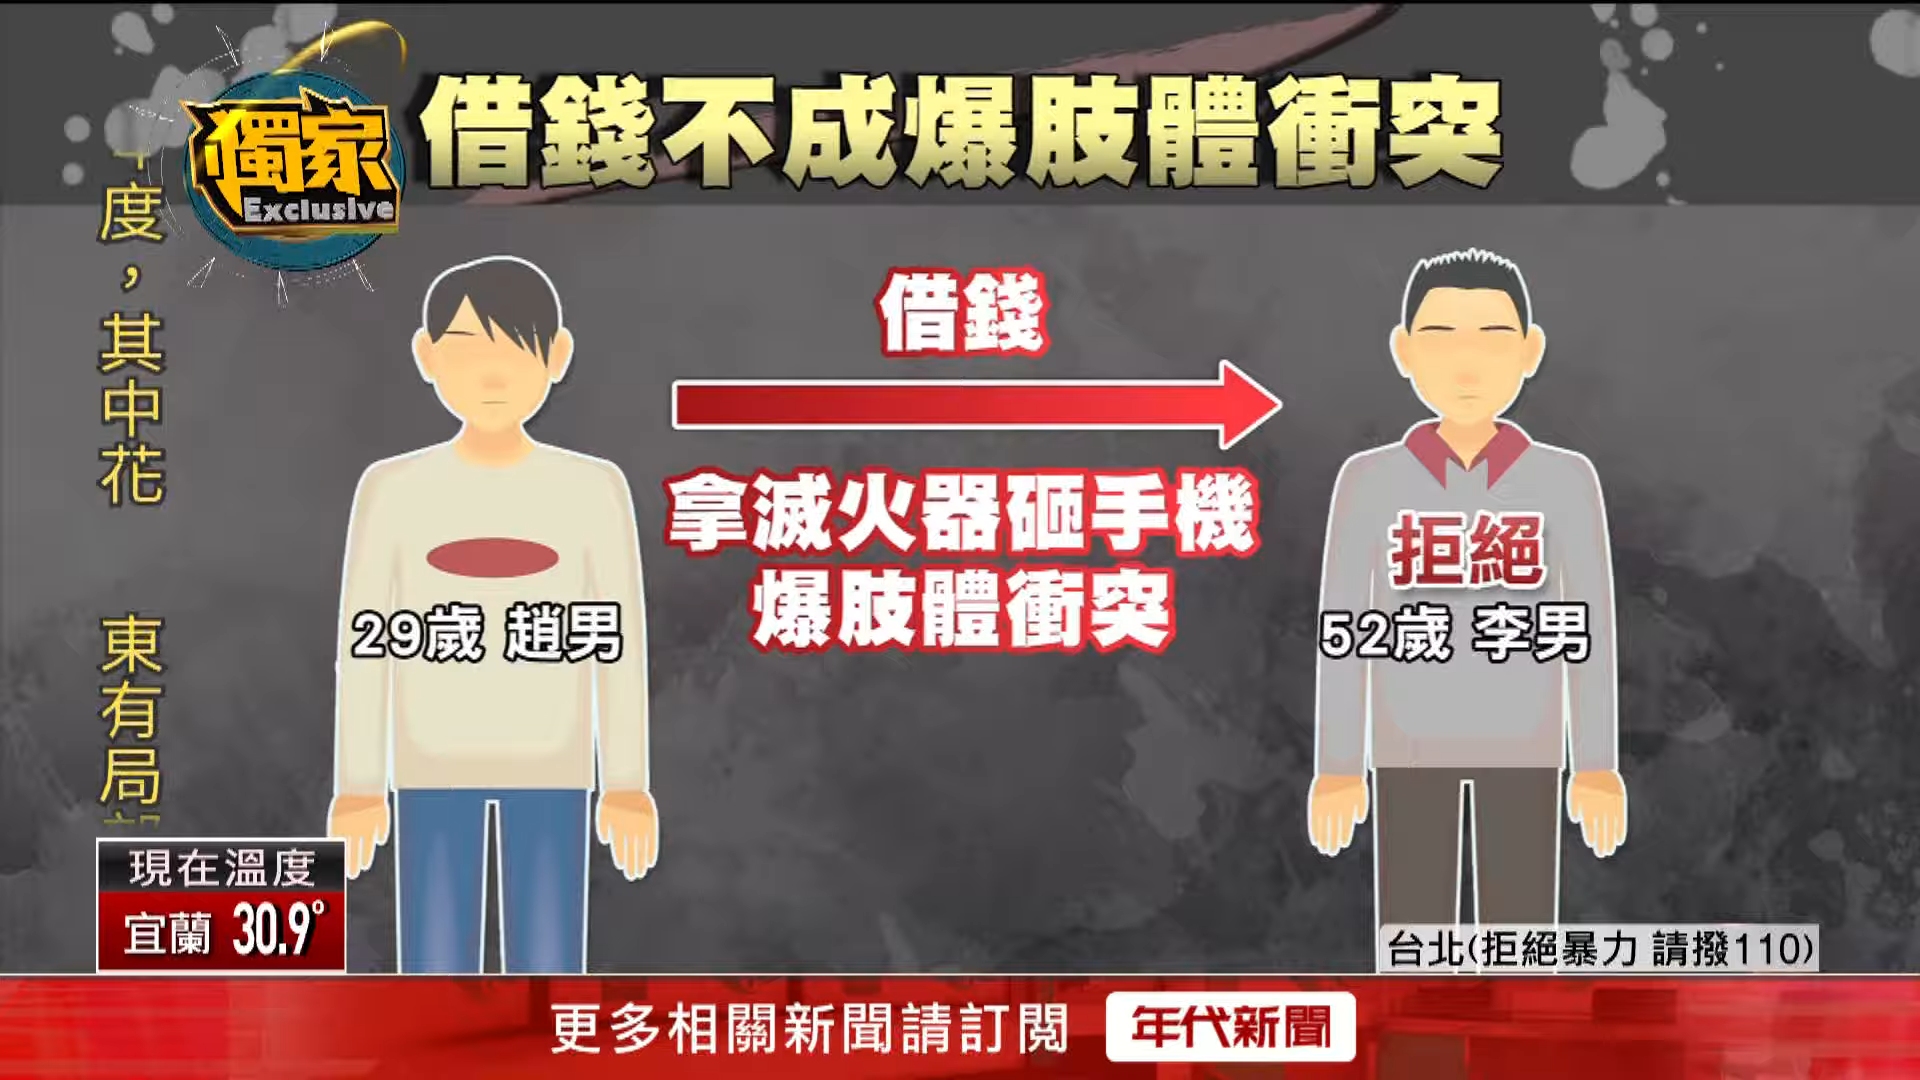 獨家
Exclusive
借錢不成爆肢體衝突
度，其中花
東有局部
借錢
拿滅火器砸手機
爆肢體衝突
29歲 趙男
拒絕
52歲 李男
現在溫度
宜蘭 30.9°
台北(拒絕暴力 請撥110)
更多相關新聞請訂閱
年代新聞